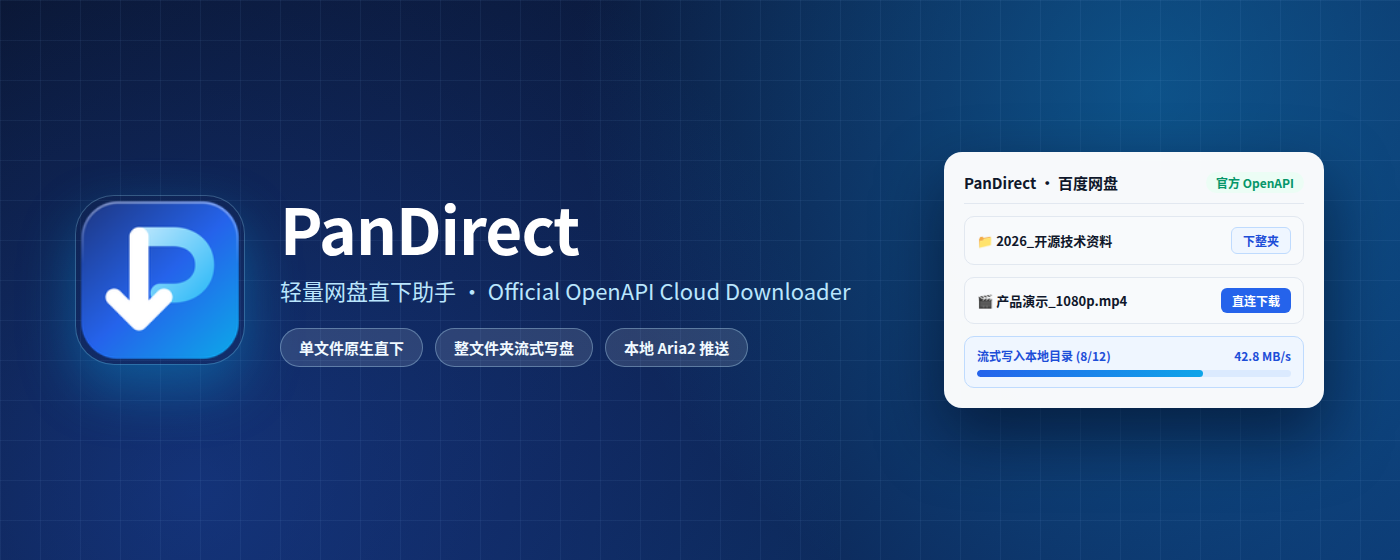 PanDirect
轻量网盘直下助手 · Official OpenAPI Cloud Downloader
单文件原生直下 整文件夹流式写盘 本地 Aria2 推送
PanDirect · 百度网盘 官方 OpenAPI
2026_开源技术资料 下整夹
产品演示_1080p.mp4 直连下载
流式写入本地目录 (8/12) 42.8 MB/s